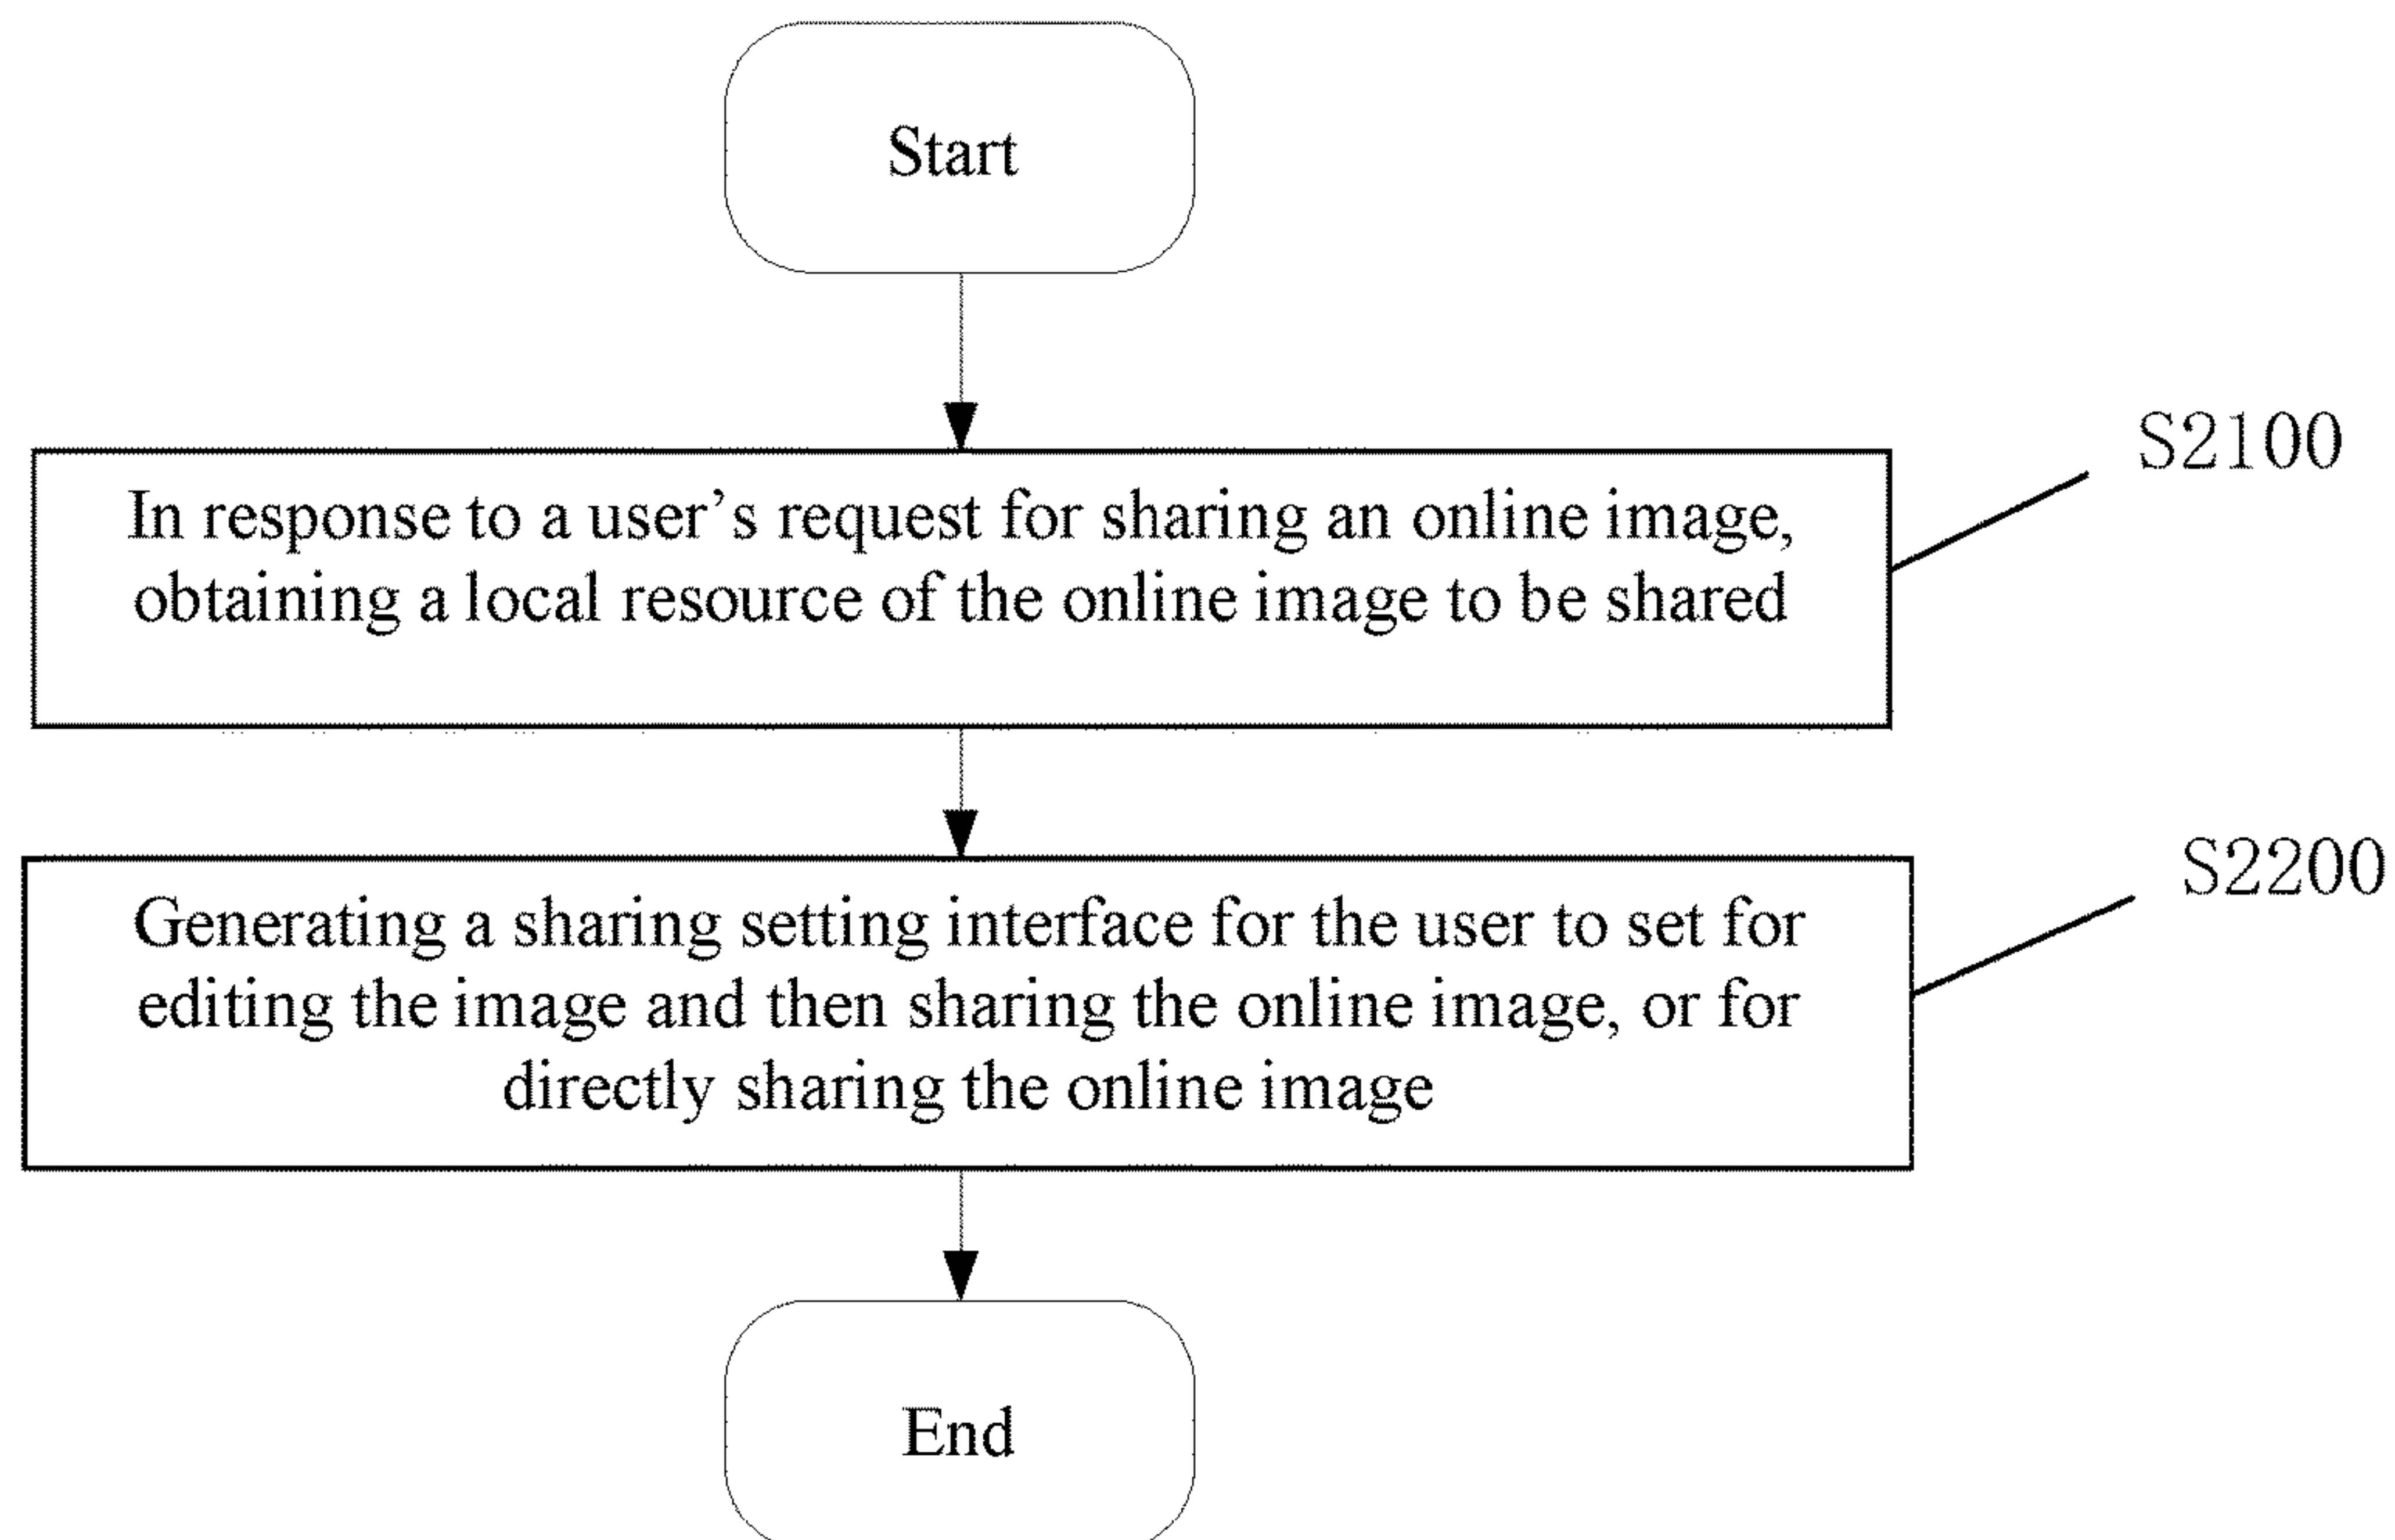 Start
S2100
In response to a user’s request for sharing an online image,
obtaining a local resource of the online image to be shared
S2200
Generating a sharing setting interface for the user to set for
editing the image and then sharing the online image, or for
directly sharing the online image
End